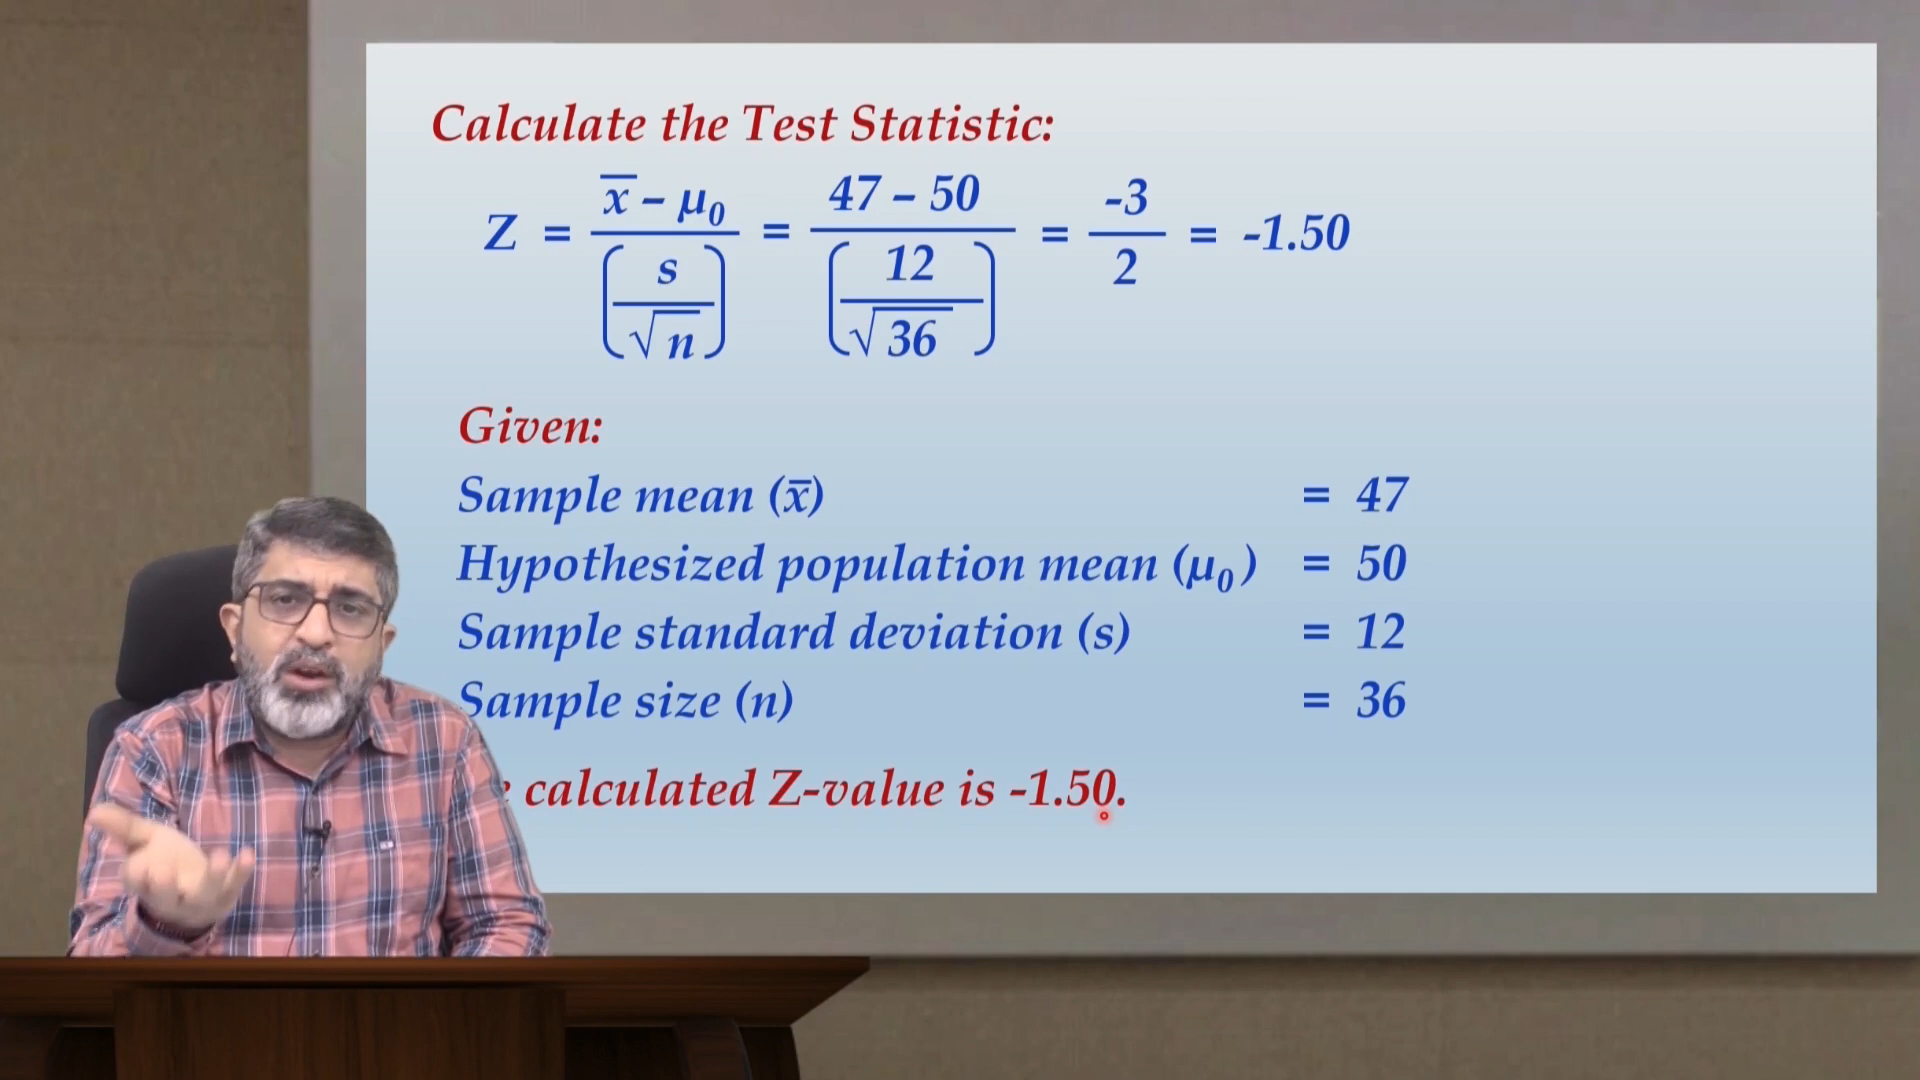 Calculate the Test Statistic:
Z = (x̄ – μ₀) / (s / √n) = (47 – 50) / (12 / √36) = -3 / 2 = -1.50
Given:
Sample mean (x̄) = 47
Hypothesized population mean (μ₀) = 50
Sample standard deviation (s) = 12
Sample size (n) = 36
calculated Z-value is -1.50.